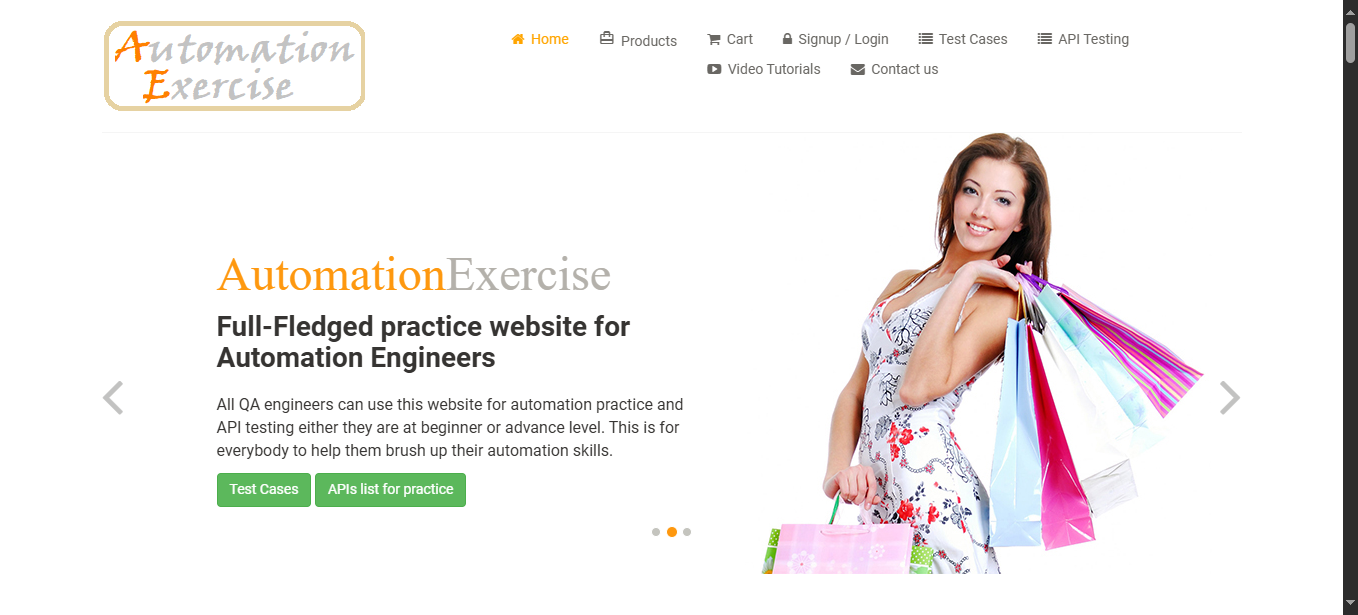 Automation
Exercise
Home Products Cart Signup / Login Test Cases API Testing
Video Tutorials Contact us
AutomationExercise
Full-Fledged practice website for
Automation Engineers
All QA engineers can use this website for automation practice and
API testing either they are at beginner or advance level. This is for
everybody to help them brush up their automation skills.
Test Cases APIs list for practice